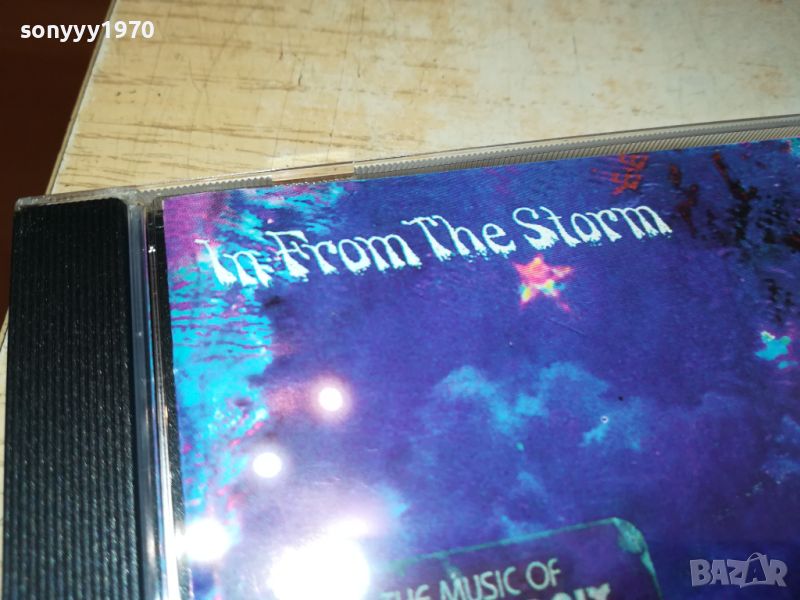 sonyyy1970
In From The Storm
THE MUSIC OF
BAZAR